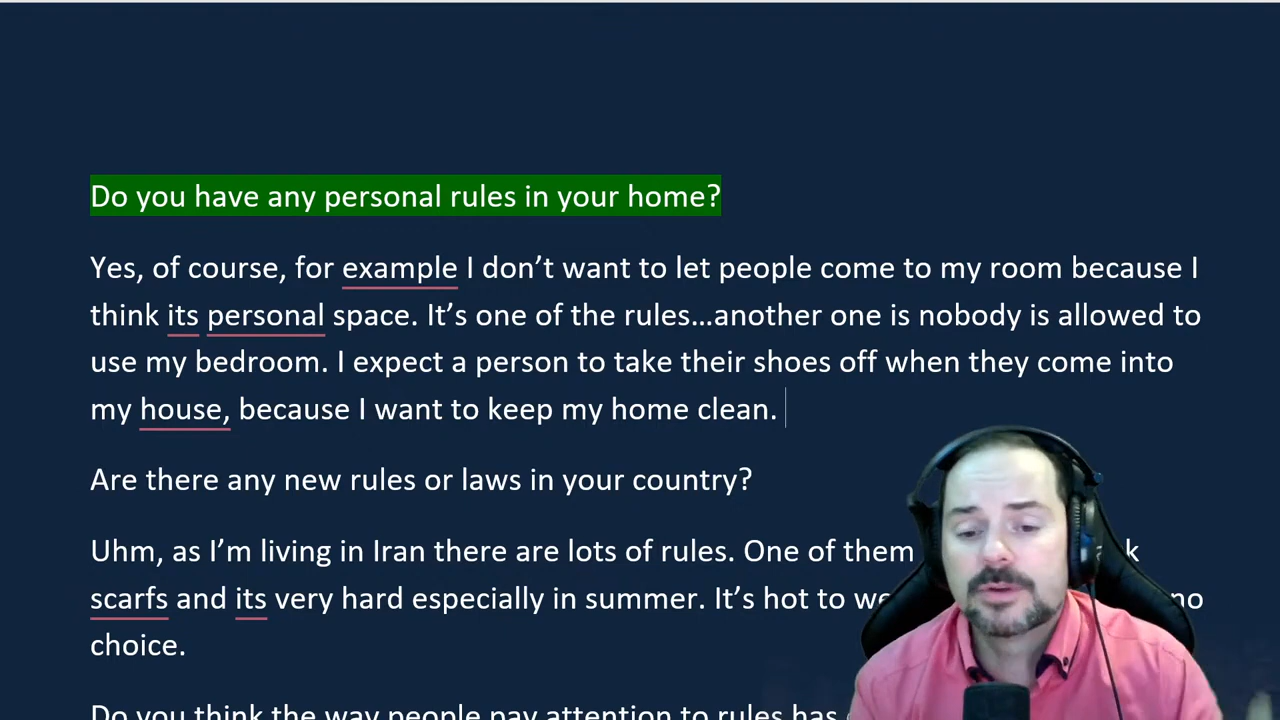 Do you have any personal rules in your home?
Yes, of course, for example I don’t want to let people come to my room because I
think its personal space. It’s one of the rules…another one is nobody is allowed to
use my bedroom. I expect a person to take their shoes off when they come into
my house, because I want to keep my home clean.
Are there any new rules or laws in your country?
Uhm, as I’m living in Iran there are lots of rules. One of them
scarfs and its very hard especially in summer. It’s hot to no
choice.
Do you think the way people pay attention to rules has